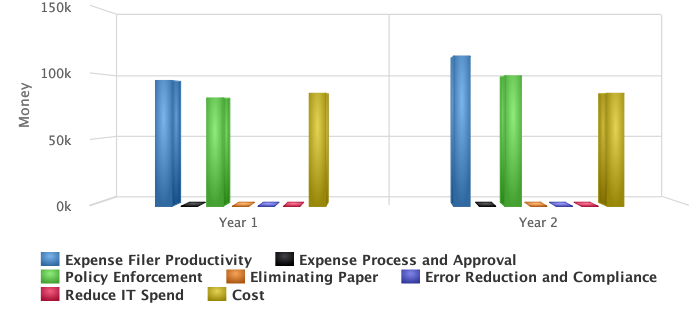 150k
100k
50k
0k
Money
Year 1 Year 2
Expense Filer Productivity Expense Process and Approval
Policy Enforcement Eliminating Paper Error Reduction and Compliance
Reduce IT Spend Cost